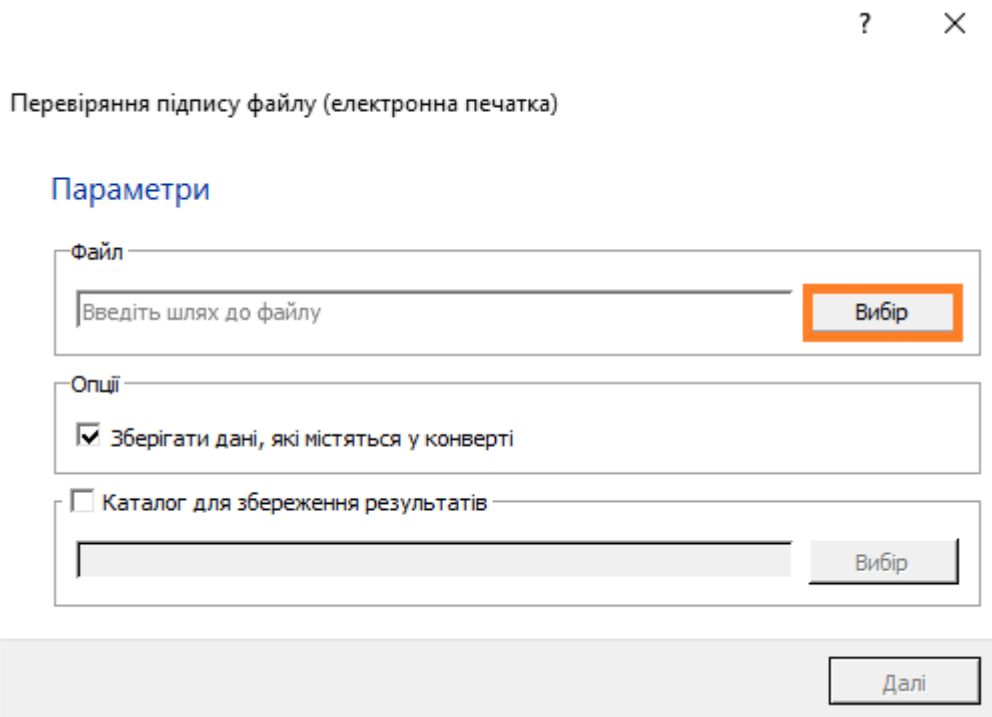 ?
Перевіряння підпису файлу (електронна печатка)
Параметри
Файл
Введіть шлях до файлу
Вибір
Опції
Зберігати дані, які містяться у конверті
Каталог для збереження результатів
Вибір
Далі